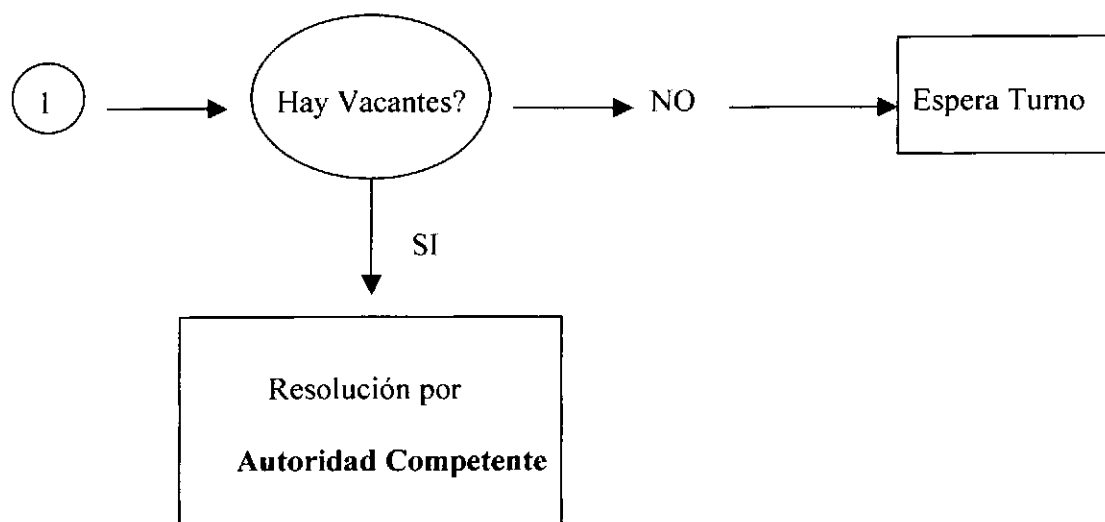 1
Hay Vacantes?
NO
Espera Turno
SI
Resolución por
Autoridad Competente